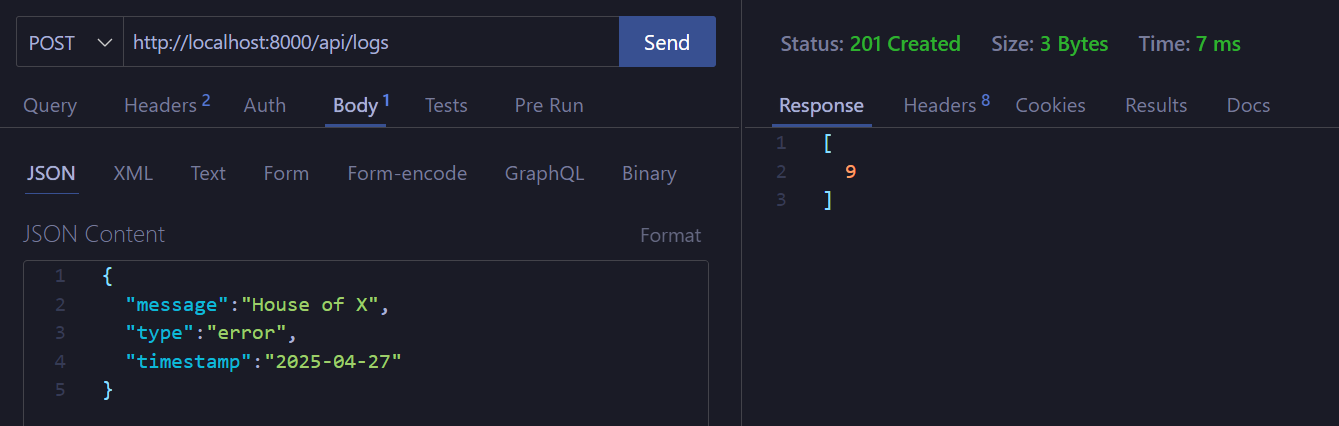 POST http://localhost:8000/api/logs Send
Query Headers 2 Auth Body 1 Tests Pre Run
JSON XML Text Form Form-encode GraphQL Binary
JSON Content Format
1 {
2 "message":"House of X",
3 "type":"error",
4 "timestamp":"2025-04-27"
5 }
Status: 201 Created Size: 3 Bytes Time: 7 ms
Response Headers 8 Cookies Results Docs
1 [
2 9
3 ]